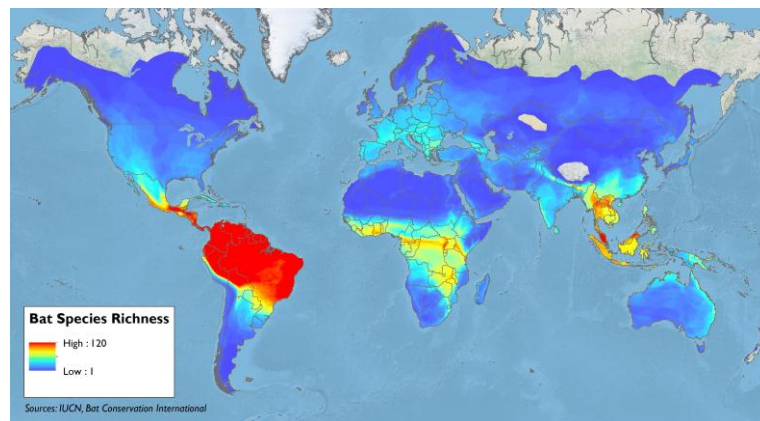 Bat Species Richness
High : 120
Low : 1
Sources: IUCN, Bat Conservation International